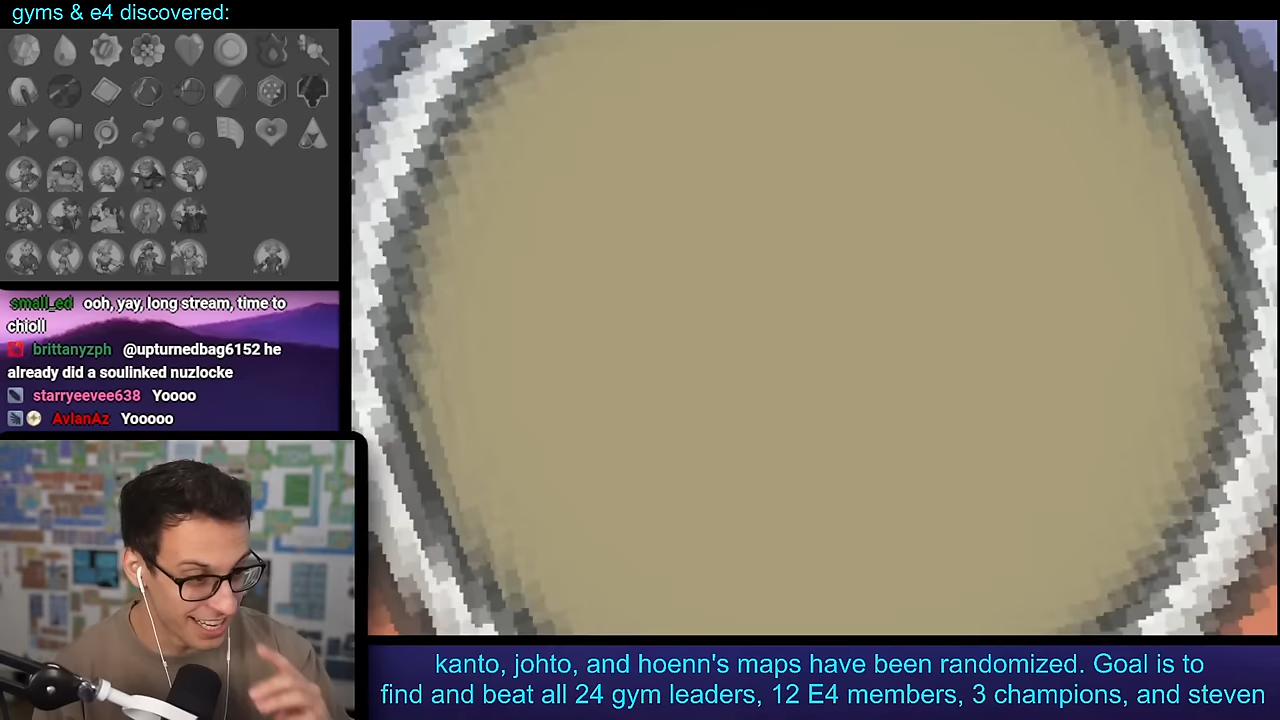 gyms & e4 discovered:
small_ed ooh, yay, long stream, time to
chioll
brittanyzph @upturnedbag6152 he
already did a soulinked nuzlocke
starryeevee638 Yoooo
AvlanAz Yooooo
kanto, johto, and hoenn's maps have been randomized. Goal is to
find and beat all 24 gym leaders, 12 E4 members, 3 champions, and steven